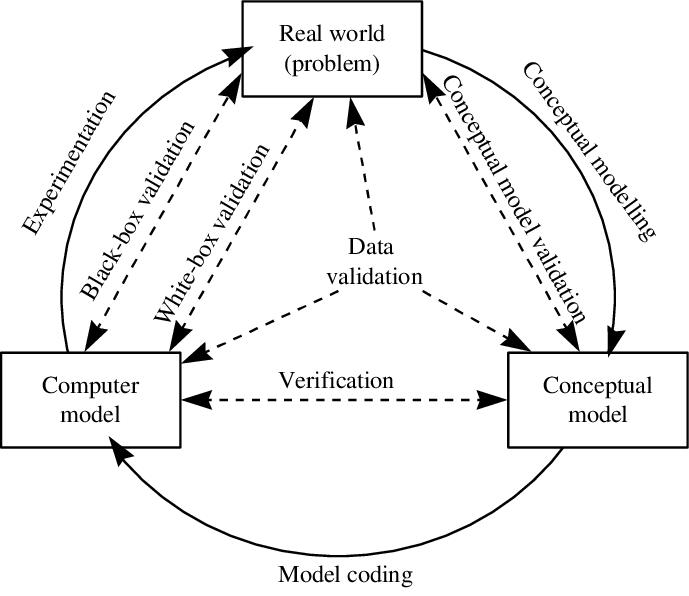 Real world
(problem)
Experimentation
Black-box validation
White-box validation
Conceptual model validation
Conceptual modelling
Data
validation
Computer
model
Verification
Conceptual
model
Model coding